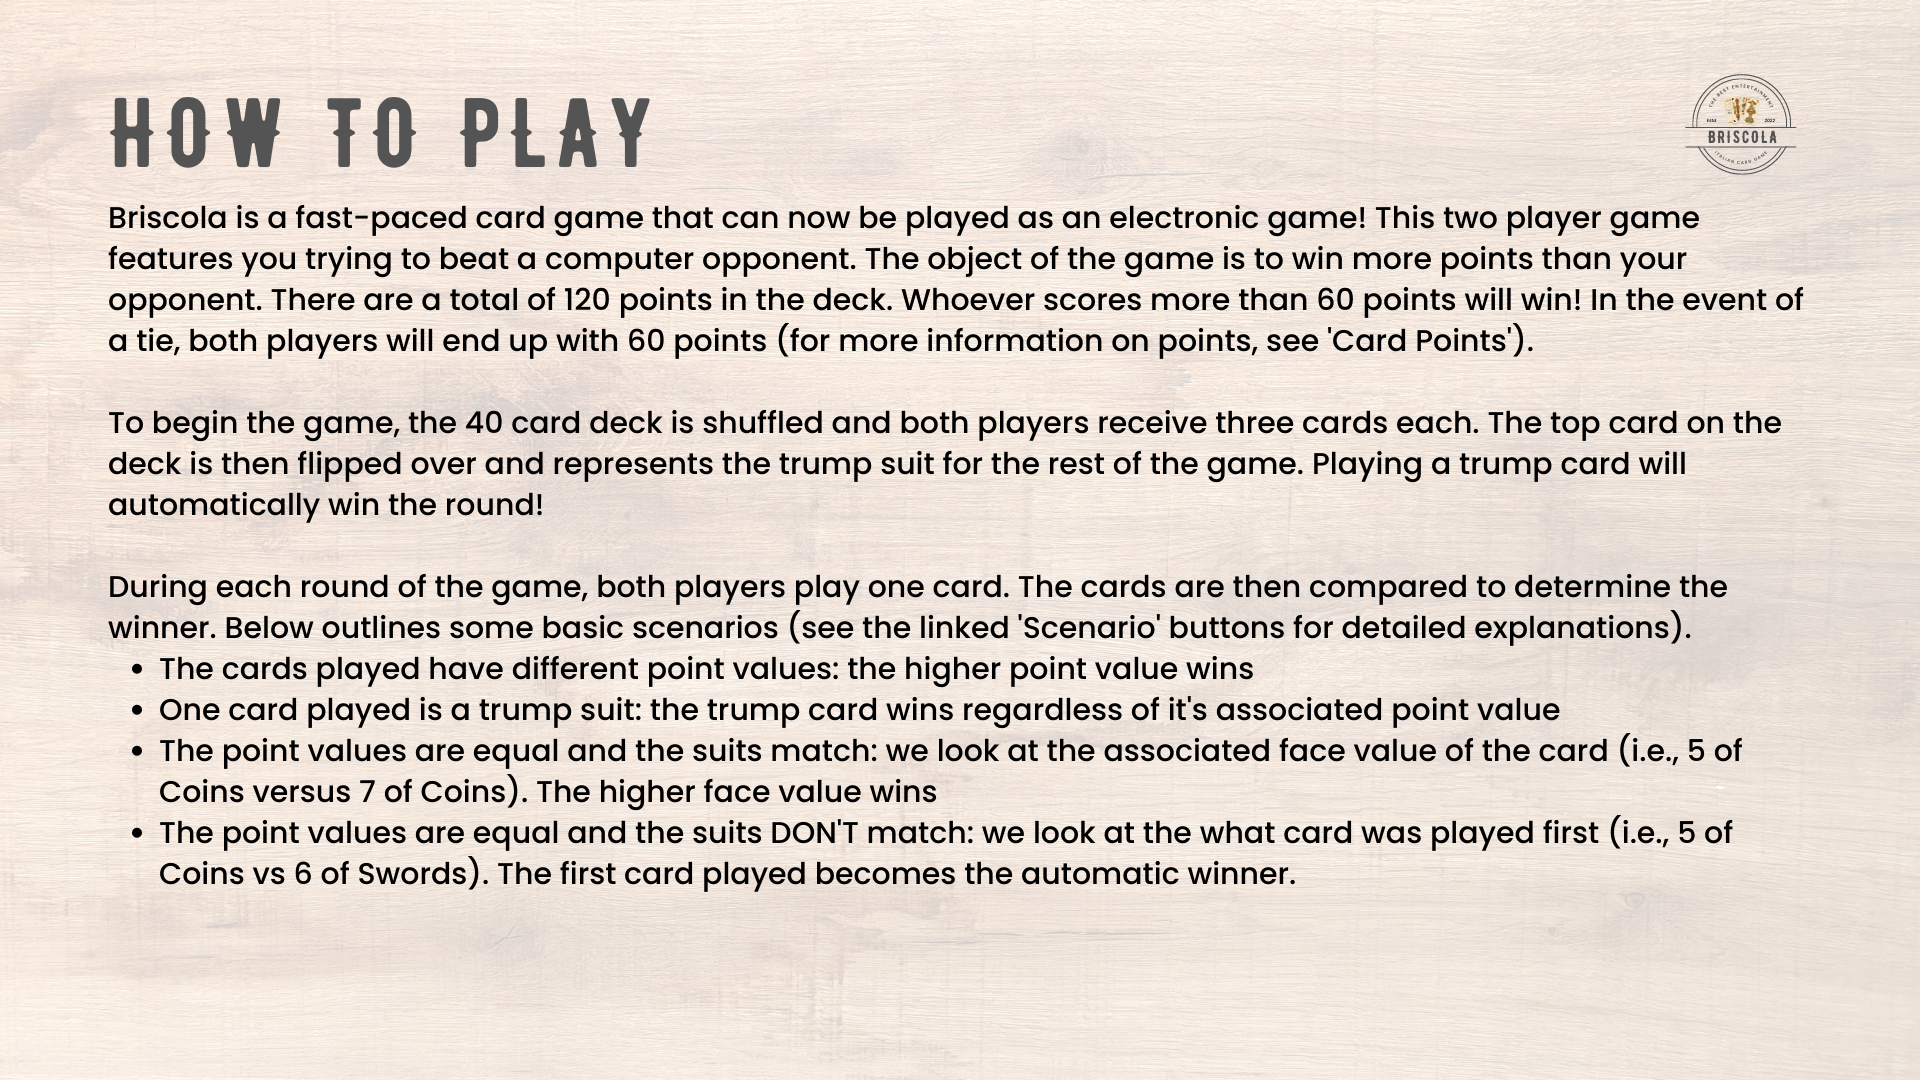 HOW TO PLAY
THE BEST ENTERTAINMENT
2022
BRISCOLA
ITALIAN CARD GAME
Briscola is a fast-paced card game that can now be played as an electronic game! This two player game
features you trying to beat a computer opponent. The object of the game is to win more points than your
opponent. There are a total of 120 points in the deck. Whoever scores more than 60 points will win! In the event of
a tie, both players will end up with 60 points (for more information on points, see 'Card Points').
To begin the game, the 40 card deck is shuffled and both players receive three cards each. The top card on the
deck is then flipped over and represents the trump suit for the rest of the game. Playing a trump card will
automatically win the round!
During each round of the game, both players play one card. The cards are then compared to determine the
winner. Below outlines some basic scenarios (see the linked 'Scenario' buttons for detailed explanations).
• The cards played have different point values: the higher point value wins
• One card played is a trump suit: the trump card wins regardless of it's associated point value
• The point values are equal and the suits match: we look at the associated face value of the card (i.e., 5 of
Coins versus 7 of Coins). The higher face value wins
• The point values are equal and the suits DON'T match: we look at the what card was played first (i.e., 5 of
Coins vs 6 of Swords). The first card played becomes the automatic winner.